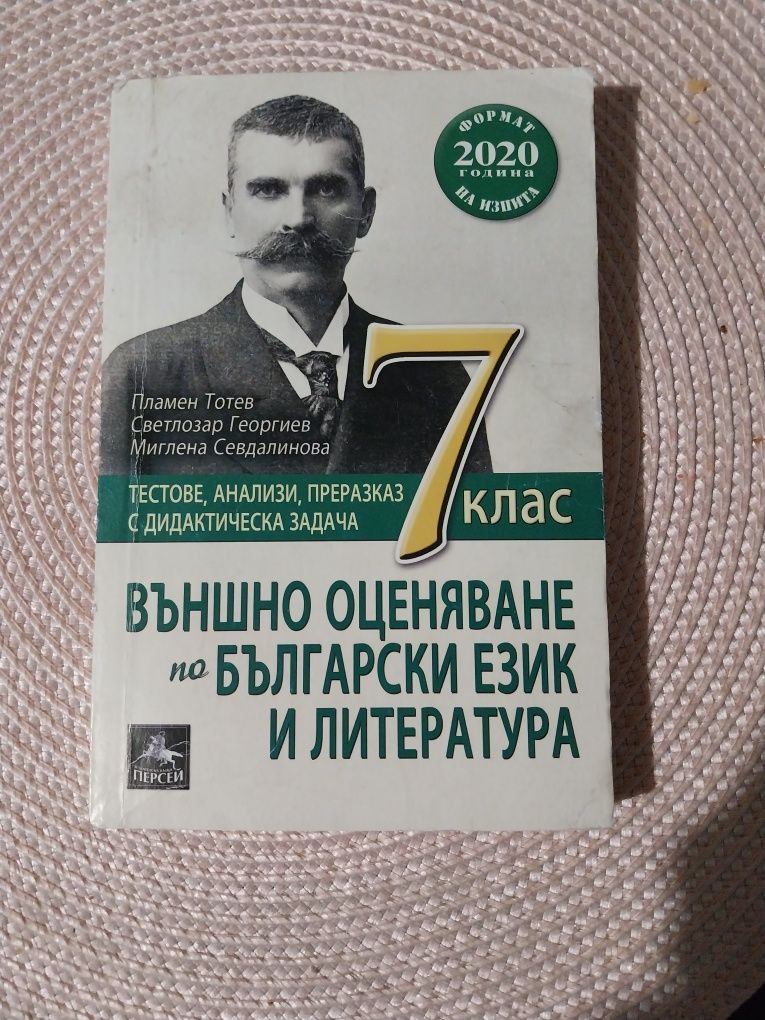 ФОРМАТ
2020
ГОДИНА
НА ИЗПИТА
Пламен Тотев
Светлозар Георгиев
Миглена Севдалинова
ТЕСТОВЕ, АНАЛИЗИ, ПРЕРАЗКАЗ
С ДИДАКТИЧЕСКА ЗАДАЧА
7 клас
ВЪНШНО ОЦЕНЯВАНЕ
по БЪЛГАРСКИ ЕЗИК
И ЛИТЕРАТУРА
ПЕРСЕЙ